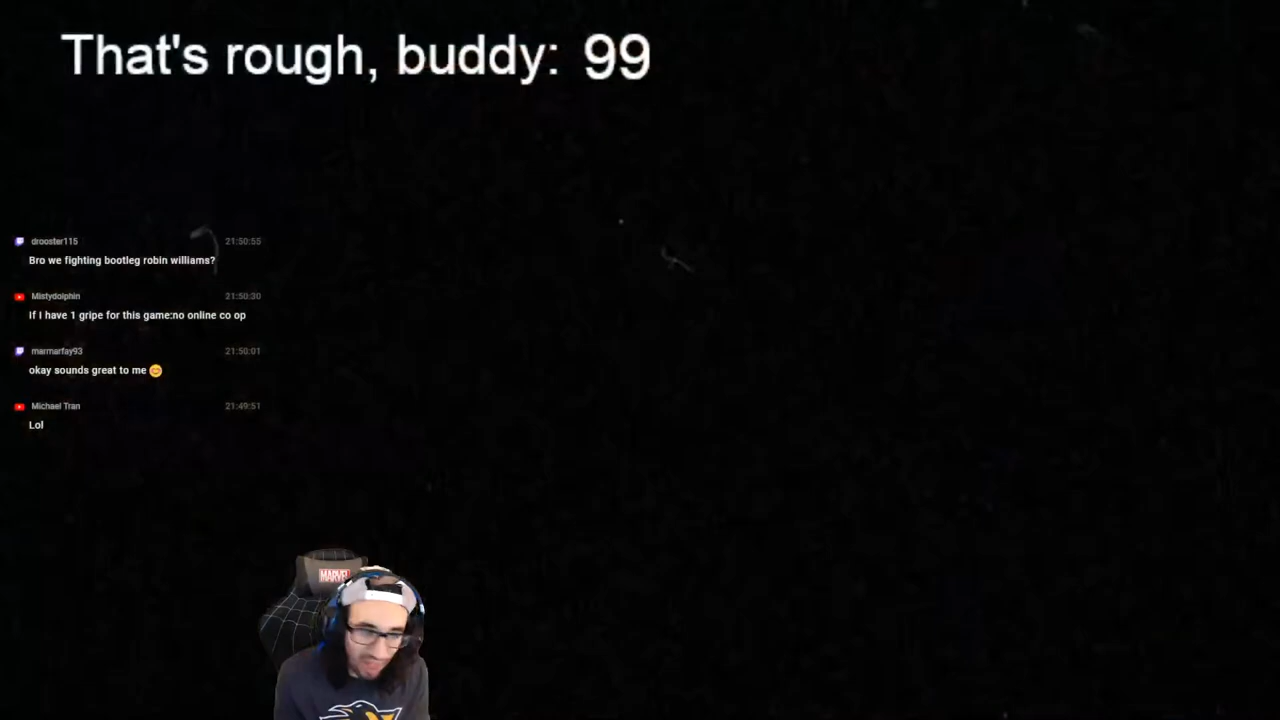 That's rough, buddy: 99
drooster115 21:50:55
Bro we fighting bootleg robin williams?
Mistydolphin 21:50:30
If I have 1 gripe for this game:no online co op
marmarfay93 21:50:01
okay sounds great to me 😊
Michael Tran 21:49:51
Lol
MARVEL